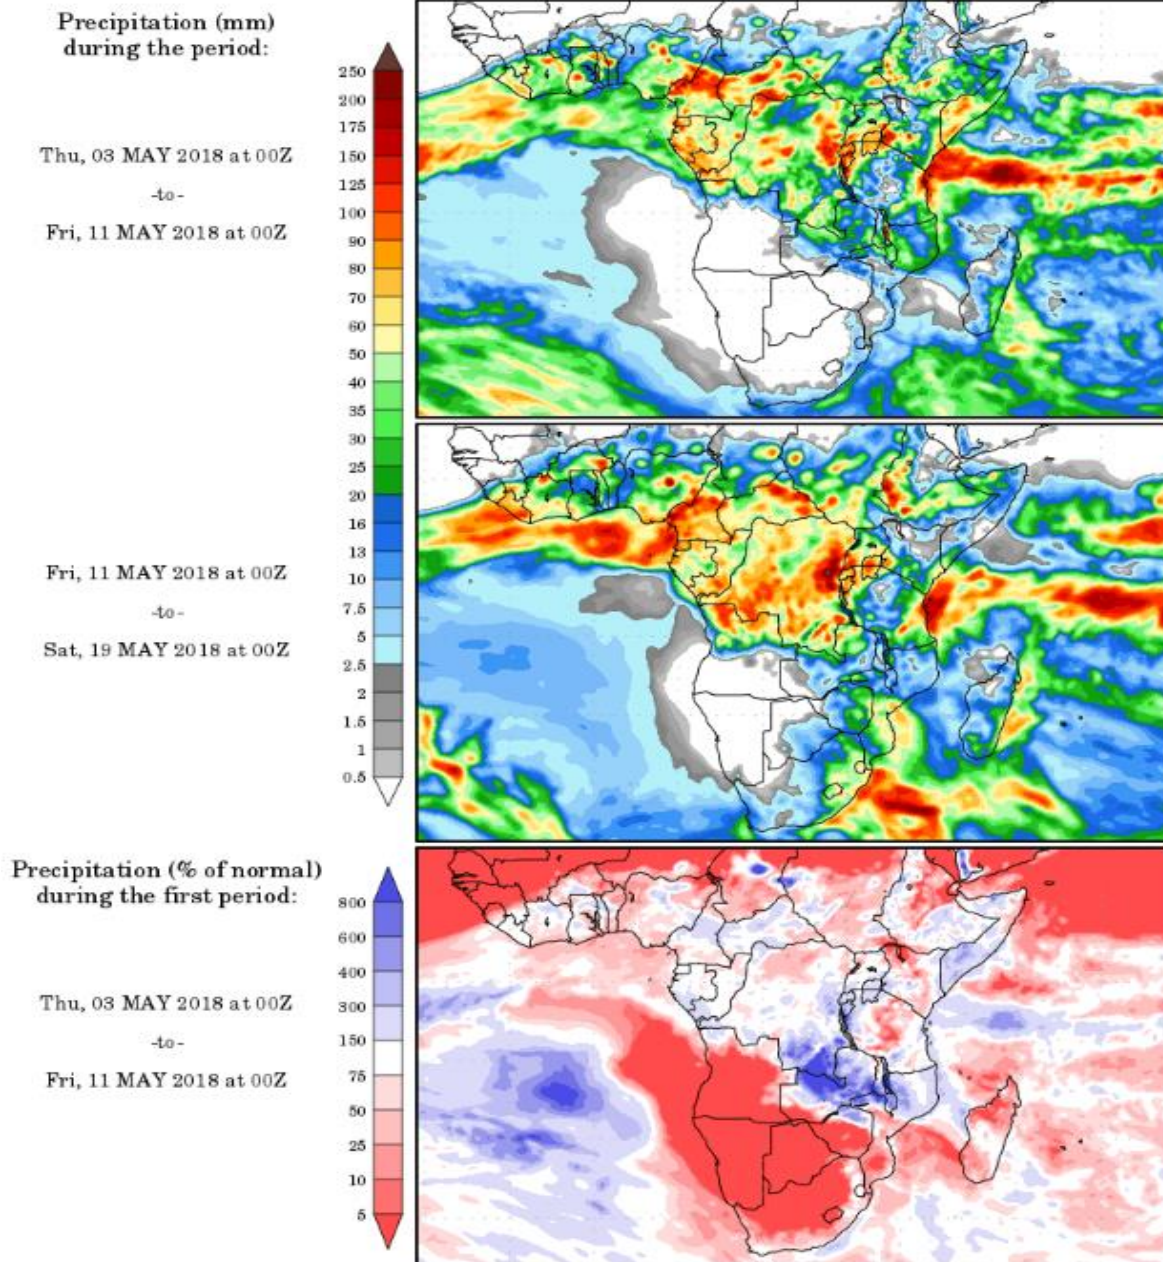 Precipitation (mm)
during the period:
Thu, 03 MAY 2018 at 00Z
-to-
Fri, 11 MAY 2018 at 00Z
250
200
175
150
125
100
90
80
70
60
50
40
35
30
25
20
16
13
10
7.5
5
2.5
2
1.5
1
0.5
Fri, 11 MAY 2018 at 00Z
-to-
Sat, 19 MAY 2018 at 00Z
Precipitation (% of normal)
during the first period:
Thu, 03 MAY 2018 at 00Z
-to-
Fri, 11 MAY 2018 at 00Z
800
600
400
300
150
75
50
25
10
5